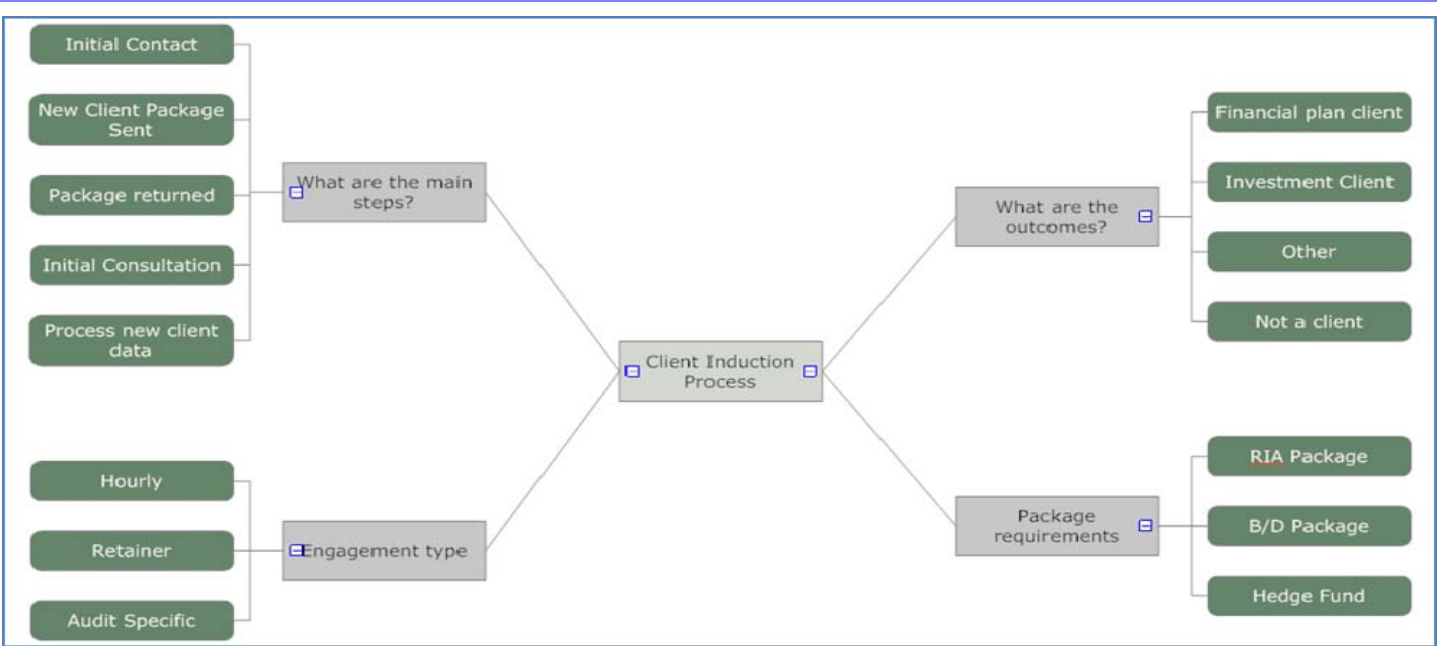 Initial Contact
New Client Package
Sent
Package returned
Initial Consultation
Process new client
data
What are the main
steps?
Hourly
Retainer
Audit Specific
Engagement type
Client Induction
Process
What are the
outcomes?
Financial plan client
Investment Client
Other
Not a client
Package
requirements
RIA Package
B/D Package
Hedge Fund